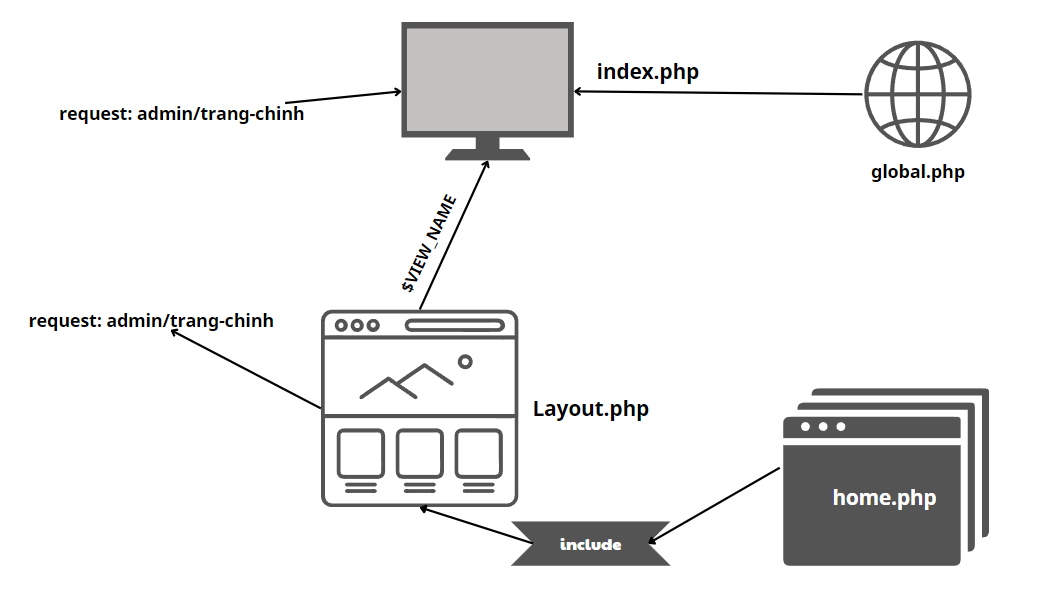 index.php
request: admin/trang-chinh
global.php
$VIEW_NAME
request: admin/trang-chinh
Layout.php
home.php
include